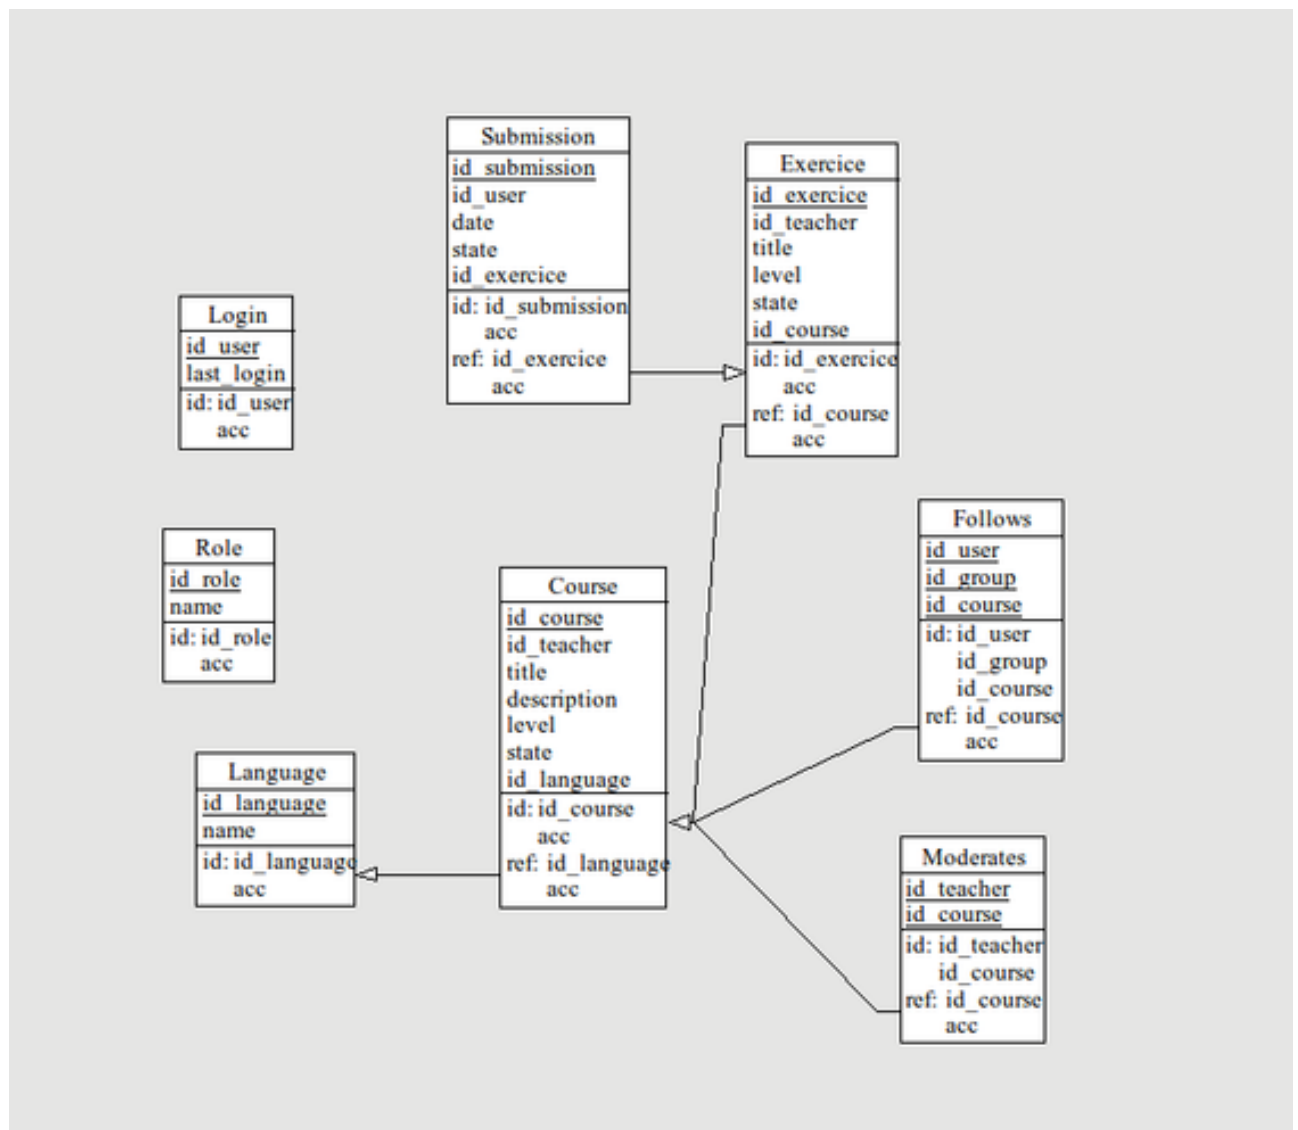 Submission
id_submission
id_user
date
state
id_exercice
id: id_submission
acc
ref: id_exercice
acc
Exercice
id_exercice
id_teacher
title
level
state
id_course
id: id_exercice
acc
ref: id_course
acc
Login
id_user
last_login
id: id_user
acc
Role
id_role
name
id: id_role
acc
Course
id_course
id_teacher
title
description
level
state
id_language
id: id_course
acc
ref: id_language
acc
Follows
id_user
id_group
id_course
id: id_user
id_group
id_course
ref: id_course
acc
Language
id_language
name
id: id_language
acc
Moderates
id_teacher
id_course
id: id_teacher
id_course
ref: id_course
acc